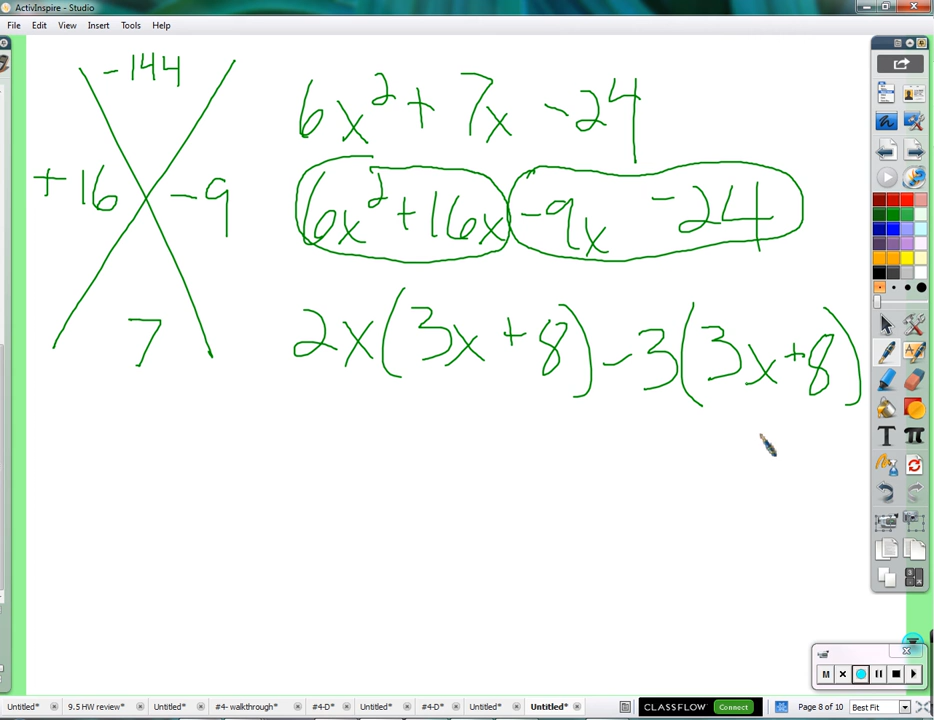 ActivInspire - Studio
File Edit View Insert Tools Help
-144
+16 -9
7
6x² + 7x - 24
6x² + 16x - 9x - 24
2x(3x + 8) - 3(3x + 8)
T π
M
Untitled* 9.5 HW review* Untitled* #4- walkthrough* #4-D* Untitled* #4-D* Untitled* Untitled* CLASSFLOW Connect Page 8 of 10 Best Fit